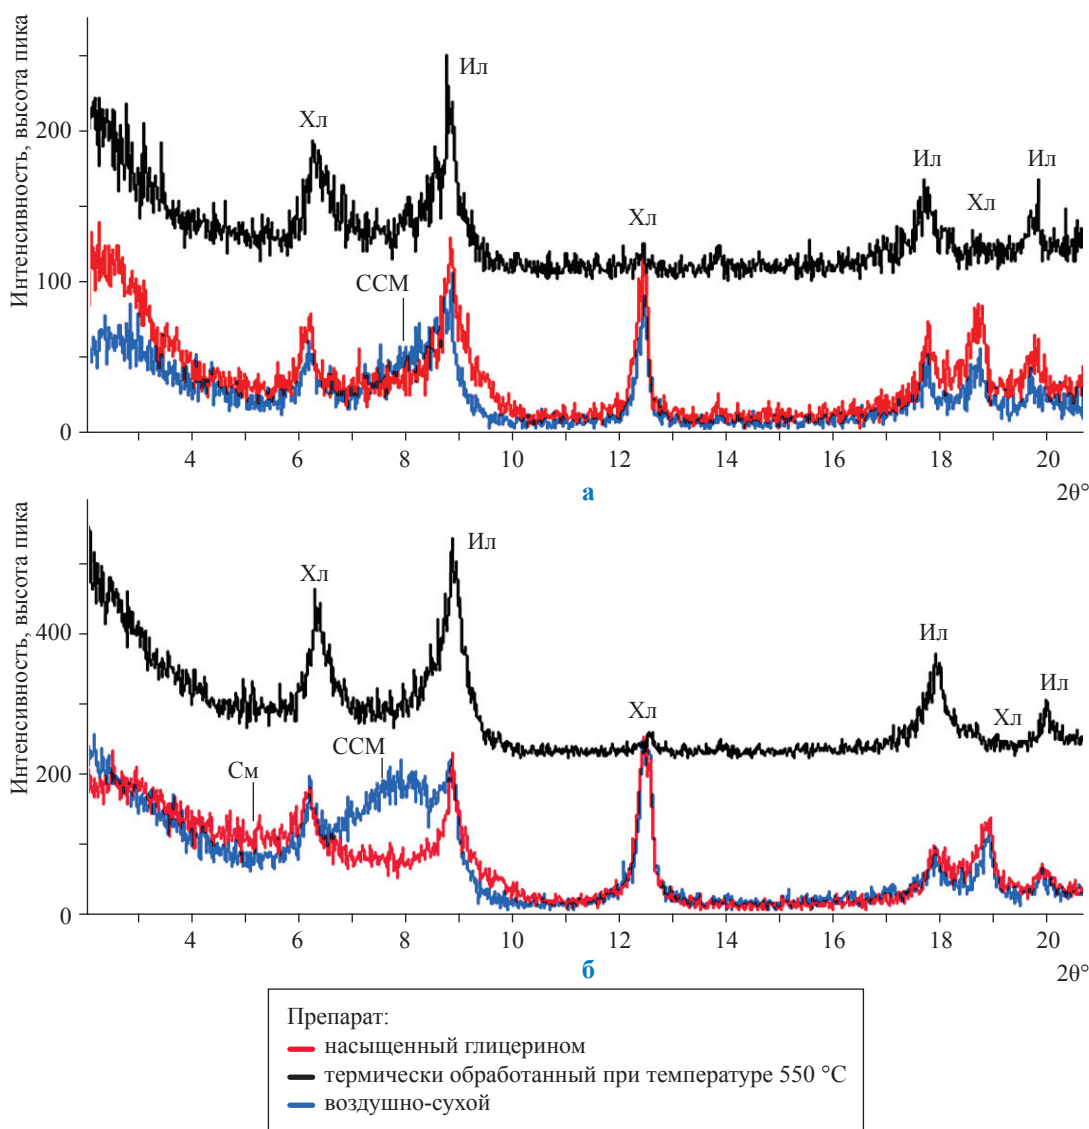 Интенсивность, высота пика
200
100
0
Хл
Ил
ССМ
Хл
Ил
Хл
Ил
4 6 8 10 12 14 16 18 20
а
2θ°
Интенсивность, высота пика
400
200
0
См
Хл
ССМ
Ил
Хл
Ил
Хл
Ил
4 6 8 10 12 14 16 18 20
б
2θ°
Препарат:
насыщенный глицерином
термически обработанный при температуре 550 °C
воздушно-сухой